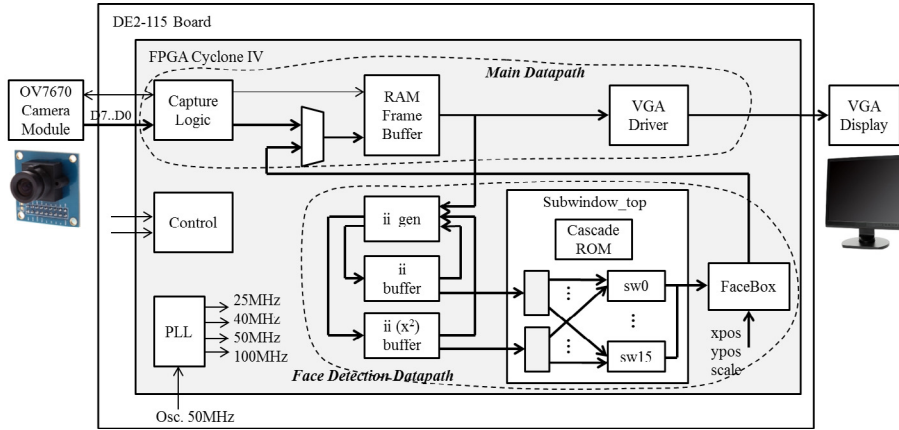 DE2-115 Board
FPGA Cyclone IV
Main Datapath
OV7670
Camera
Module
D7..D0
Capture
Logic
RAM
Frame
Buffer
VGA
Driver
VGA
Display
Control
ii gen
ii
buffer
ii (x²)
buffer
Subwindow_top
Cascade
ROM
sw0
...
sw15
...
...
FaceBox
xpos
ypos
scale
PLL
25MHz
40MHz
50MHz
100MHz
Face Detection Datapath
Osc. 50MHz